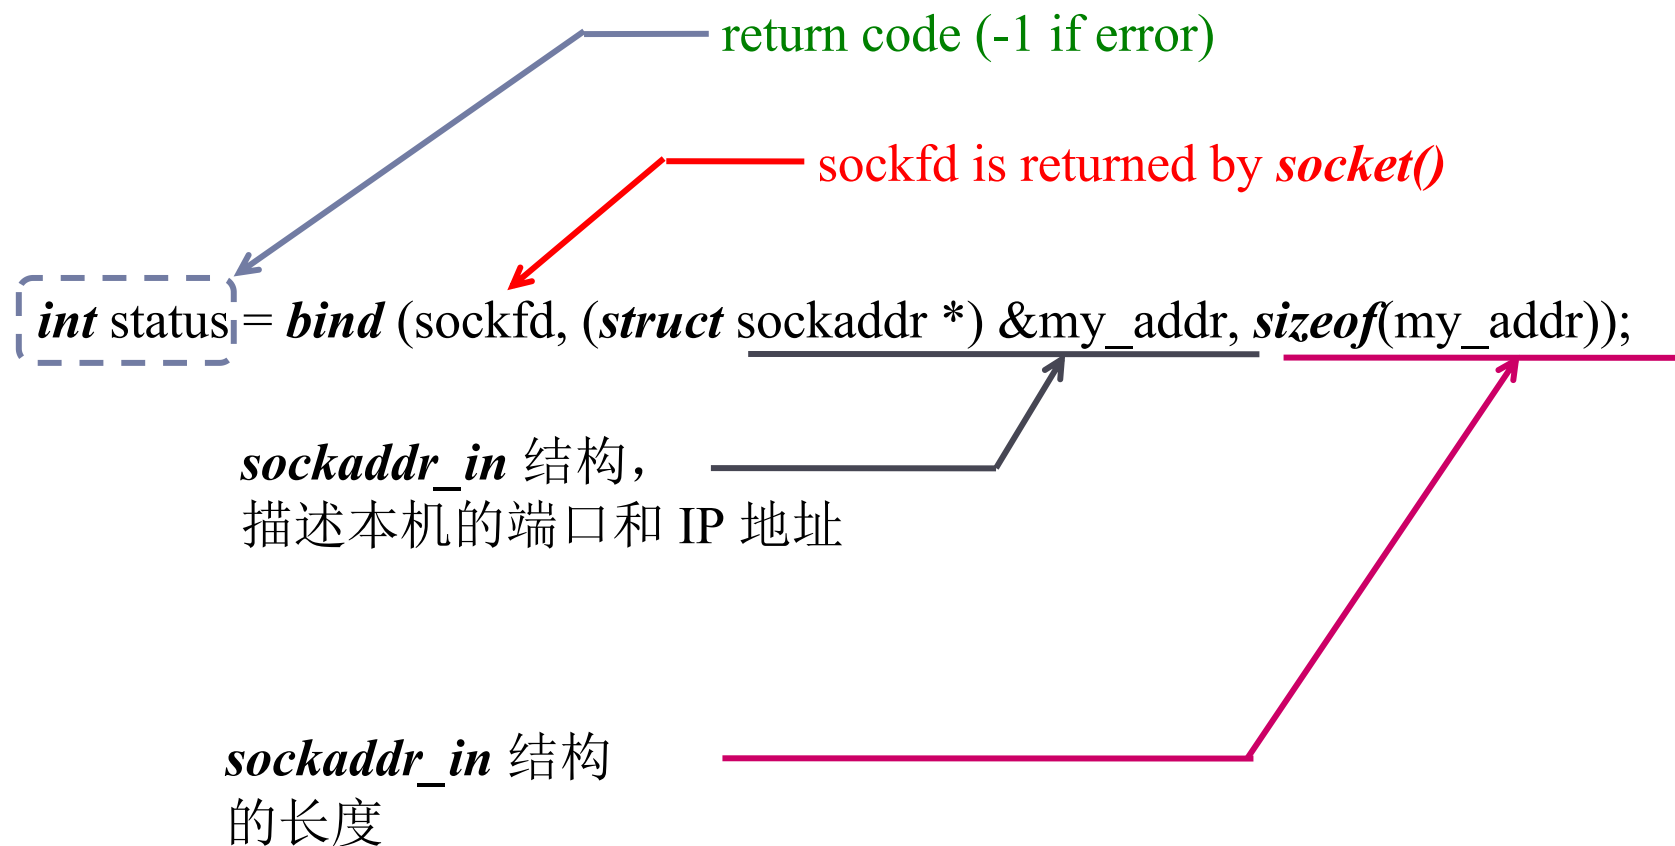 return code (-1 if error)
sockfd is returned by socket()
int status = bind (sockfd, (struct sockaddr *) &my_addr, sizeof(my_addr));
sockaddr_in 结构，
描述本机的端口和 IP 地址
sockaddr_in 结构
的长度